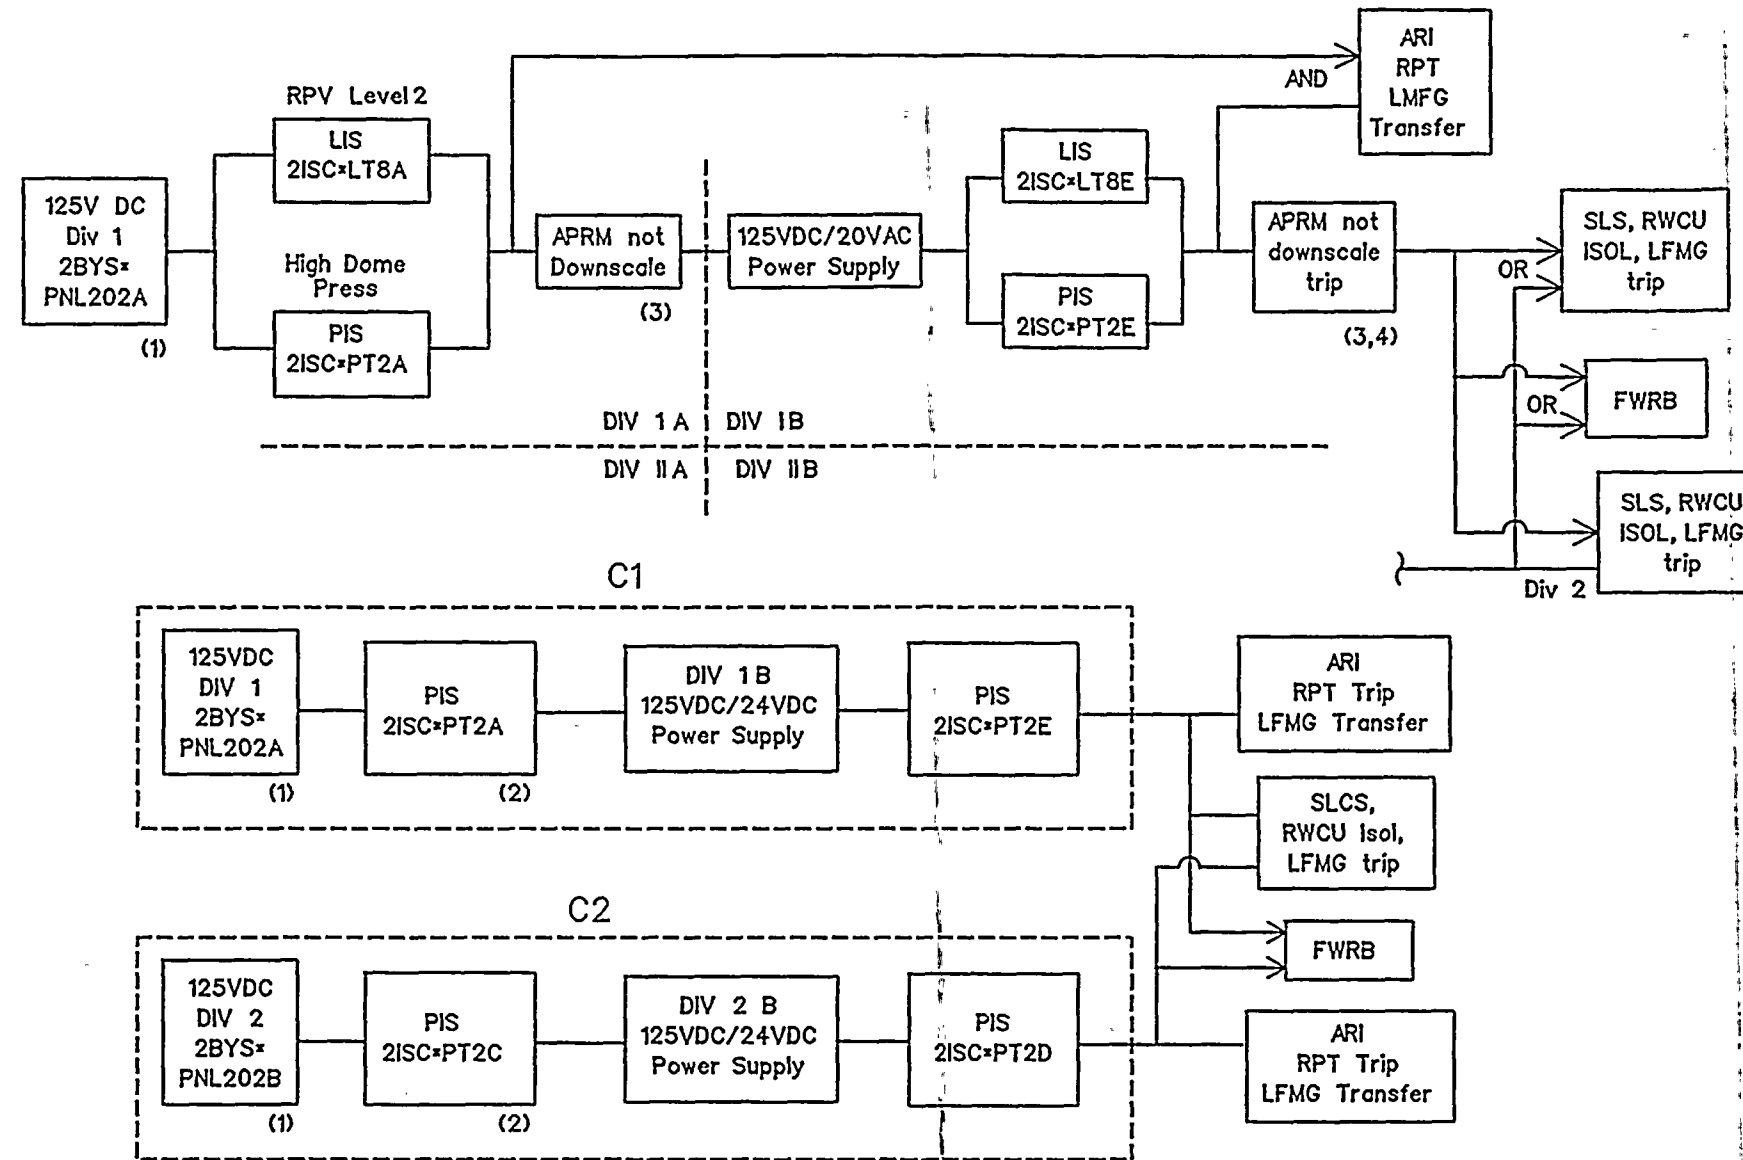 ARI
RPT
LMFG
Transfer
AND
RPV Level 2
LIS
2ISC*LT8A
125V DC
Div 1
2BYS*
PNL202A
(1)
High Dome
Press
PIS
2ISC*PT2A
APRM not
Downscale
(3)
125VDC/20VAC
Power Supply
LIS
2ISC*LT8E
PIS
2ISC*PT2E
APRM not
downscale
trip
(3,4)
SLS, RWCU
ISOL, LFMG
trip
OR
FWRB
OR
DIV 1A
DIV IB
DIV IIA
DIV IIB
SLS, RWCU
ISOL, LFMG
trip
Div 2
C1
125VDC
DIV 1
2BYS*
PNL202A
(1)
PIS
2ISC*PT2A
(2)
DIV 1B
125VDC/24VDC
Power Supply
PIS
2ISC*PT2E
ARI
RPT Trip
LFMG Transfer
SLCS,
RWCU Isol,
LFMG trip
FWRB
C2
125VDC
DIV 2
2BYS*
PNL202B
(1)
PIS
2ISC*PT2C
(2)
DIV 2 B
125VDC/24VDC
Power Supply
PIS
2ISC*PT2D
ARI
RPT Trip
LFMG Transfer